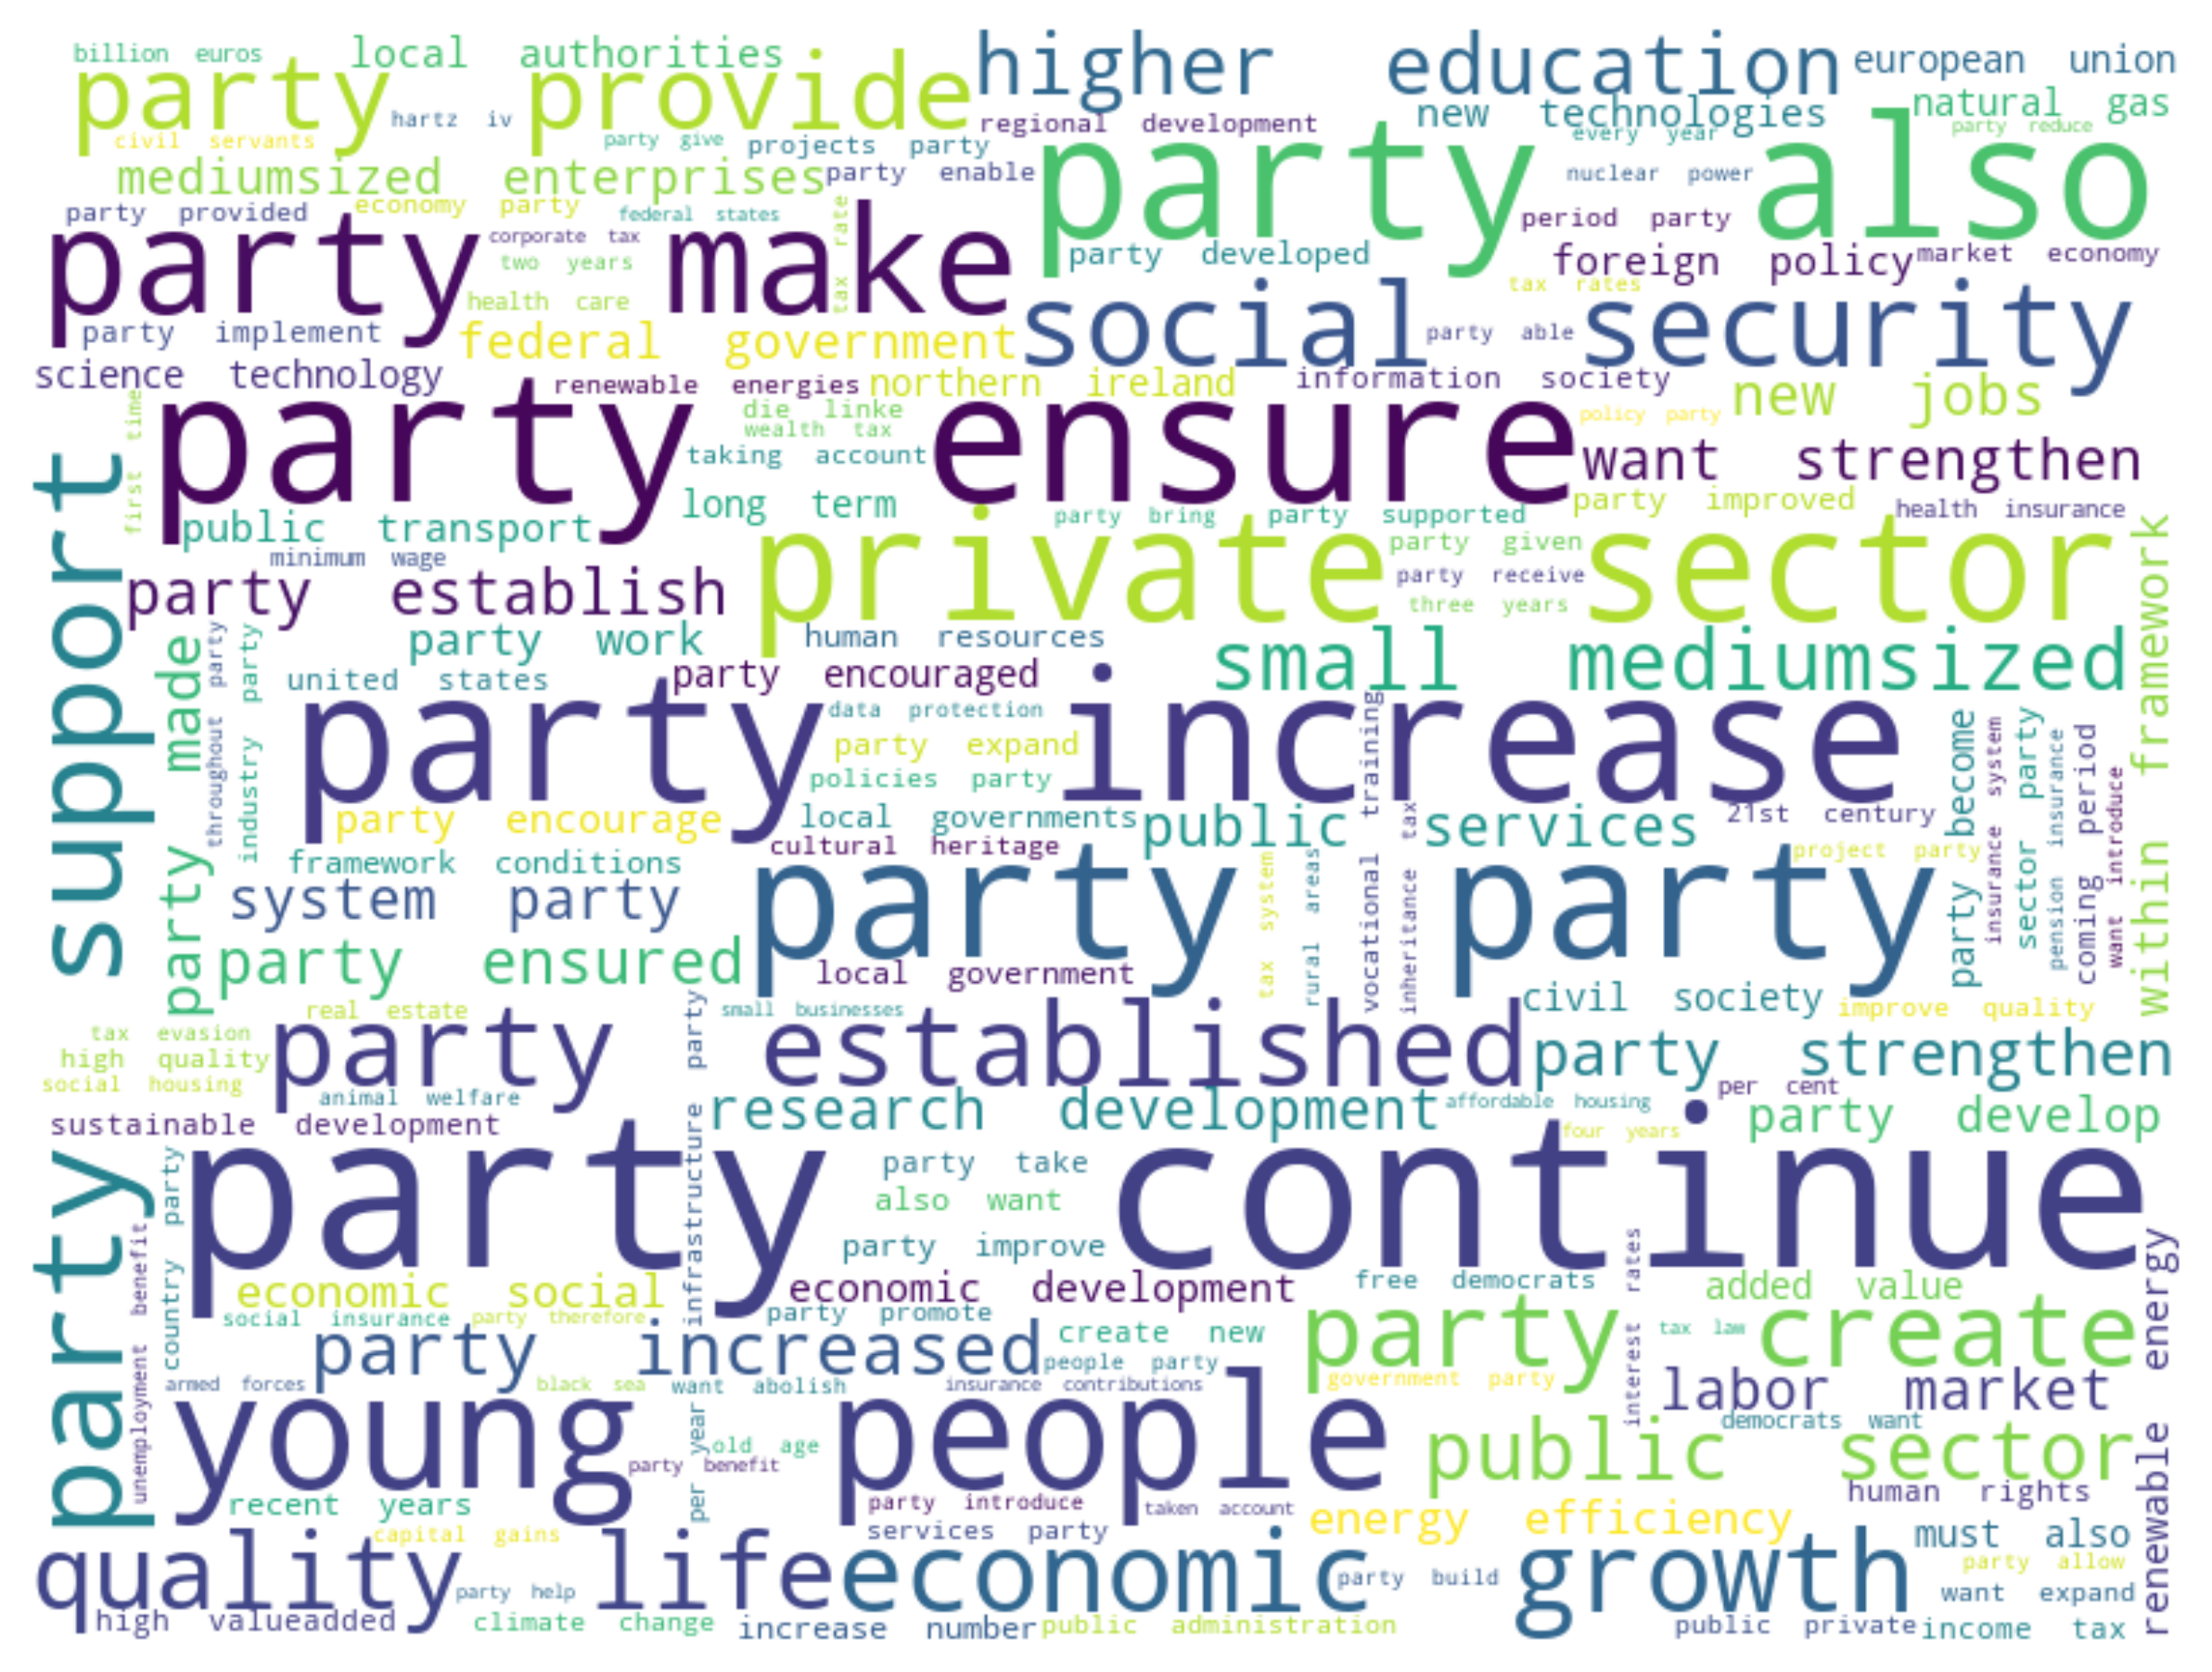 billion euros
local authorities
higher education
european union
party provide
hartz iv
new technologies
natural gas
civil servants
party give
projects party
regional development
every year
party reduce
party also
mediumsized enterprises
party enable
nuclear power
party provided
economy party
federal states
tax rate
period party
party make
corporate tax
two years
party developed
foreign policy
market economy
health care
tax rates
social security
party implement
federal government
party able
science technology
renewable energies
northern ireland
information society
new jobs
first time
party ensure
die linke
wealth tax
policy party
taking account
want strengthen
party support
long term
party improved
health insurance
public transport
party bring
party supported
private sector
minimum wage
party given
party establish
party receive
three years
within framework
party made
throughout party
industry party
party work
human resources
small mediumsized
united states
party encouraged
party increase
data protection
vocational training
party expand
policies party
party become
insurance system
sector party
pension insurance
coming period
want introduce
party encourage
local governments
public services
21st century
inheritance tax
cultural heritage
framework conditions
party party
project party
system party
tax system
rural areas
party ensured
local government
real estate
infrastructure party
small businesses
civil society
improve quality
tax evasion
party established
high quality
party strengthen
social housing
animal welfare
per cent
research development
affordable housing
sustainable development
party develop
four years
party continue
country party
party take
also want
unemployment benefit
party improve
interest rates
renewable energy
economic social
economic development
free democrats
added value
social insurance
party therefore
party promote
party create
party increased
create new
tax law
people party
armed forces
black sea
want abolish
insurance contributions
government party
labor market
young people
per year
democrats want
old age
public sector
party benefit
recent years
party introduce
taken account
human rights
capital gains
services party
energy efficiency
must also
quality life
economic growth
party allow
party help
party build
want expand
high valueadded
climate change
increase number
public administration
public private
income tax